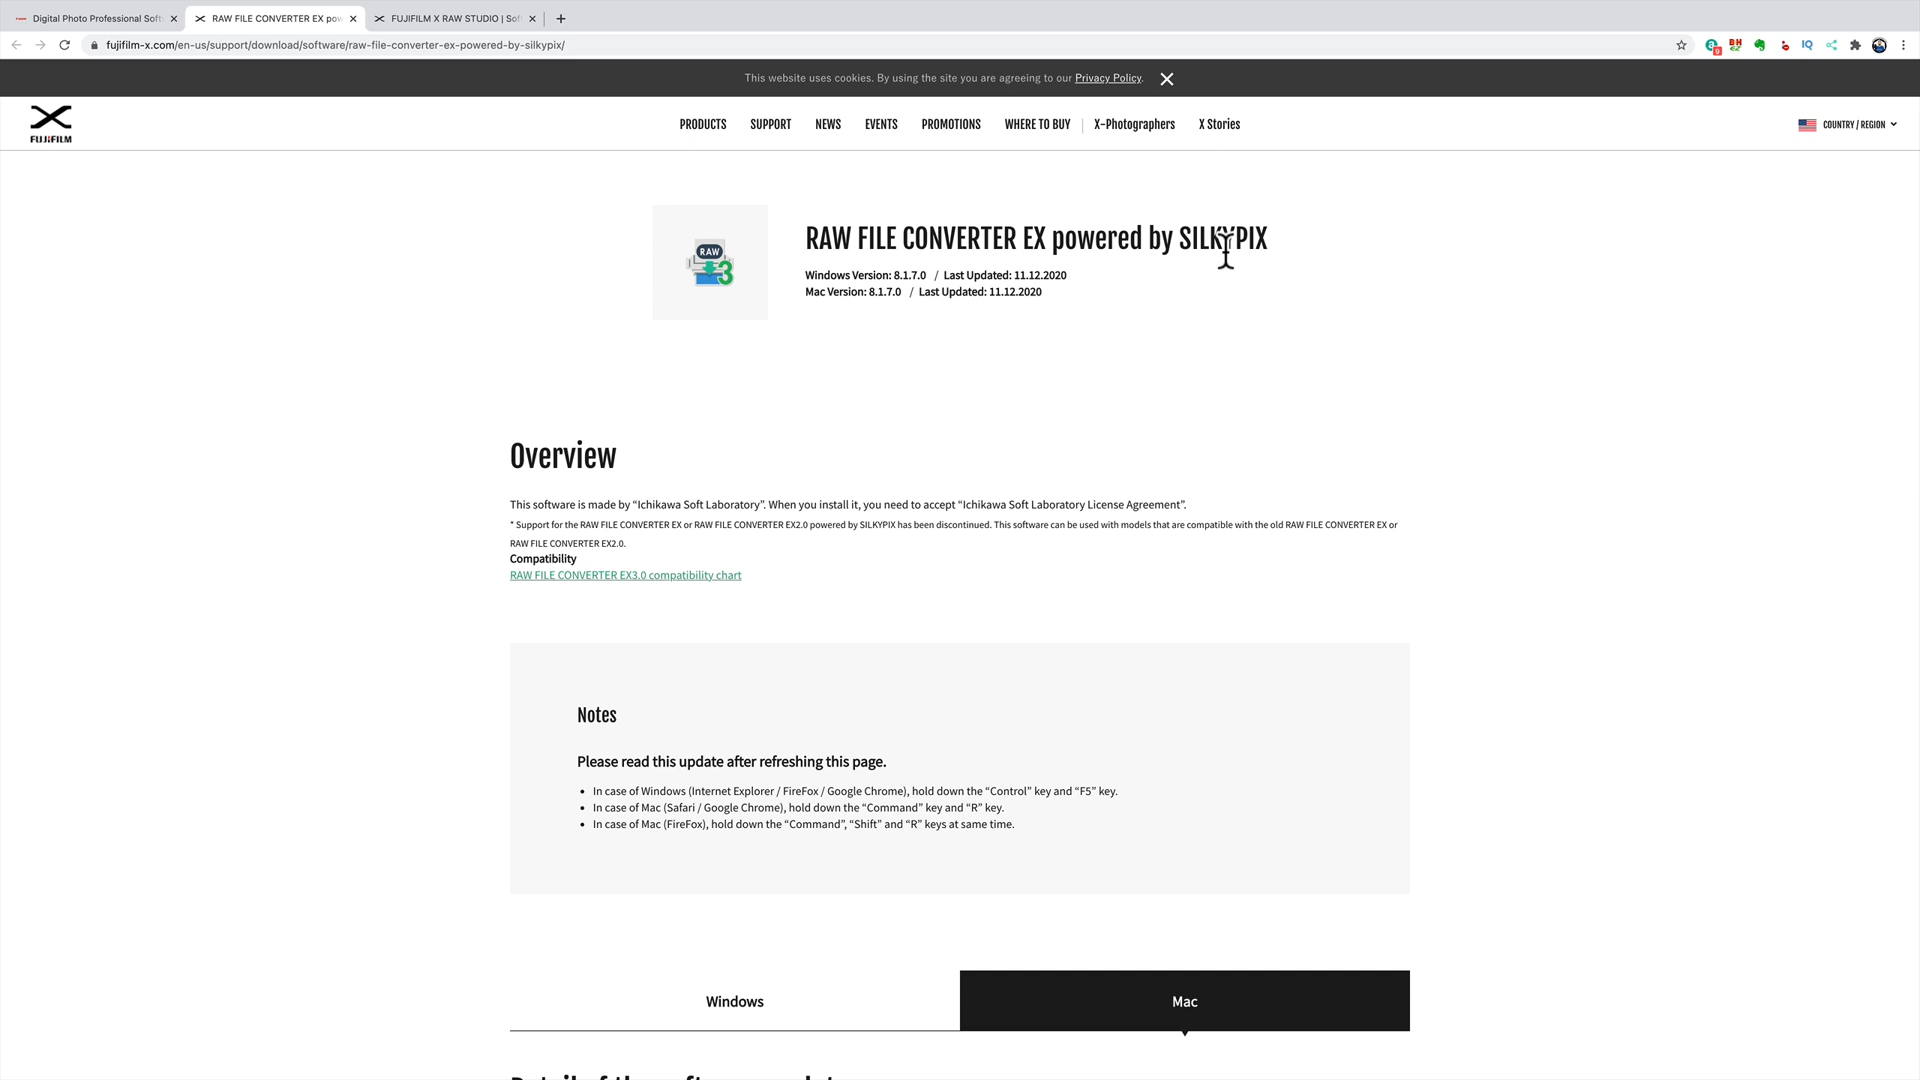 Digital Photo Professional Soft
RAW FILE CONVERTER EX pow
FUJIFILM X RAW STUDIO | Sof
fujifilm-x.com/en-us/support/download/software/raw-file-converter-ex-powered-by-silkypix/
This website uses cookies. By using the site you are agreeing to our Privacy Policy.
FUJIFILM
PRODUCTS SUPPORT NEWS EVENTS PROMOTIONS WHERE TO BUY X-Photographers X Stories
COUNTRY / REGION
RAW
3
RAW FILE CONVERTER EX powered by SILKYPIX
Windows Version: 8.1.7.0 / Last Updated: 11.12.2020
Mac Version: 8.1.7.0 / Last Updated: 11.12.2020
Overview
This software is made by “Ichikawa Soft Laboratory”. When you install it, you need to accept “Ichikawa Soft Laboratory License Agreement”.
* Support for the RAW FILE CONVERTER EX or RAW FILE CONVERTER EX2.0 powered by SILKYPIX has been discontinued. This software can be used with models that are compatible with the old RAW FILE CONVERTER EX or
RAW FILE CONVERTER EX2.0.
Compatibility
RAW FILE CONVERTER EX3.0 compatibility chart
Notes
Please read this update after refreshing this page.
• In case of Windows (Internet Explorer / FireFox / Google Chrome), hold down the “Control” key and “F5” key.
• In case of Mac (Safari / Google Chrome), hold down the “Command” key and “R” key.
• In case of Mac (FireFox), hold down the “Command”, “Shift” and “R” keys at same time.
Windows
Mac